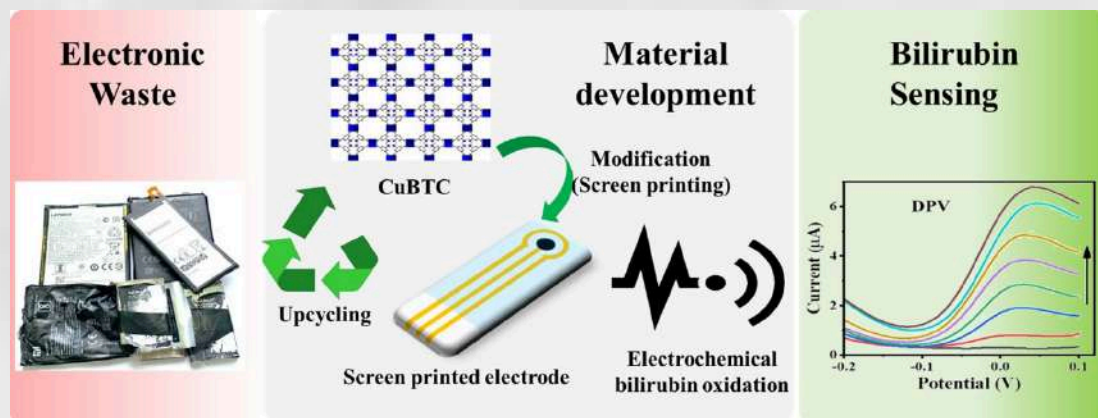 Electronic
Waste
Material
development
Bilirubin
Sensing
CuBTC
Modification
(Screen printing)
Upcycling
Screen printed electrode
Electrochemical
bilirubin oxidation
DPV
Current (µA)
6
4
2
0
-0.2
-0.1
0.0
0.1
Potential (V)